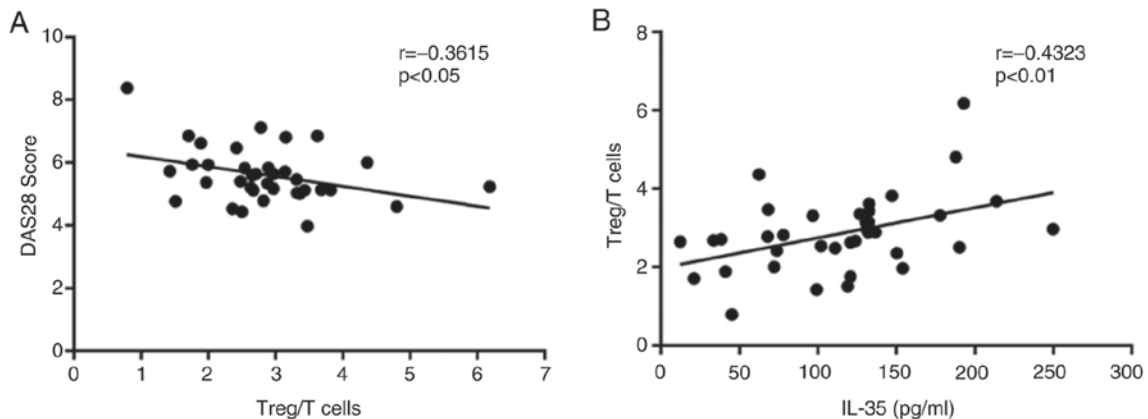 A
r=−0.3615
p<0.05
DAS28 Score
10
8
6
4
2
0
0 1 2 3 4 5 6 7
Treg/T cells
B
r=−0.4323
p<0.01
Treg/T cells
8
6
4
2
0
0 50 100 150 200 250 300
IL-35 (pg/ml)